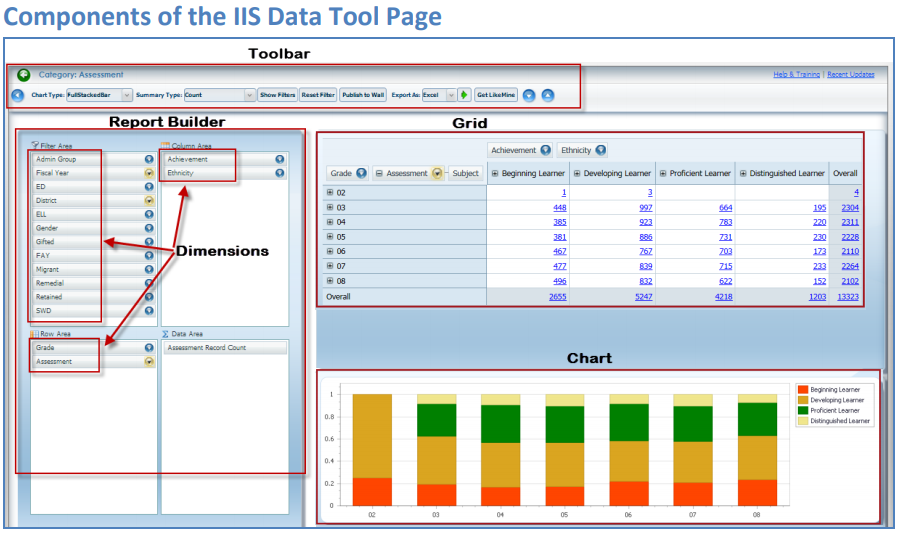 Components of the IIS Data Tool Page
Toolbar
Category: Assessment
Help & Training | Recent Updates
Chart Type: FullStackedBar Summary Type: Count Show Filters Reset Filter Publish to Wall Export As: Excel Get LikeMine
Report Builder
Grid
Filter Area
Column Area
Admin Group
Fiscal Year
ED
District
ELL
Gender
Gifted
FAY
Migrant
Remedial
Retained
SWD
Achievement
Ethnicity
Dimensions
Row Area
Data Area
Grade
Assessment
Assessment Record Count
Achievement Ethnicity
Grade Assessment Subject Beginning Learner Developing Learner Proficient Learner Distinguished Learner Overall
02 1 3 4
03 448 997 664 195 2304
04 385 923 783 220 2311
05 381 886 731 230 2228
06 467 767 703 173 2110
07 477 839 715 233 2264
08 496 832 622 152 2102
Overall 2655 5247 4218 1203 13323
Chart
1
0.8
0.6
0.4
0.2
0
02 03 04 05 06 07 08
Beginning Learner
Developing Learner
Proficient Learner
Distinguished Learner